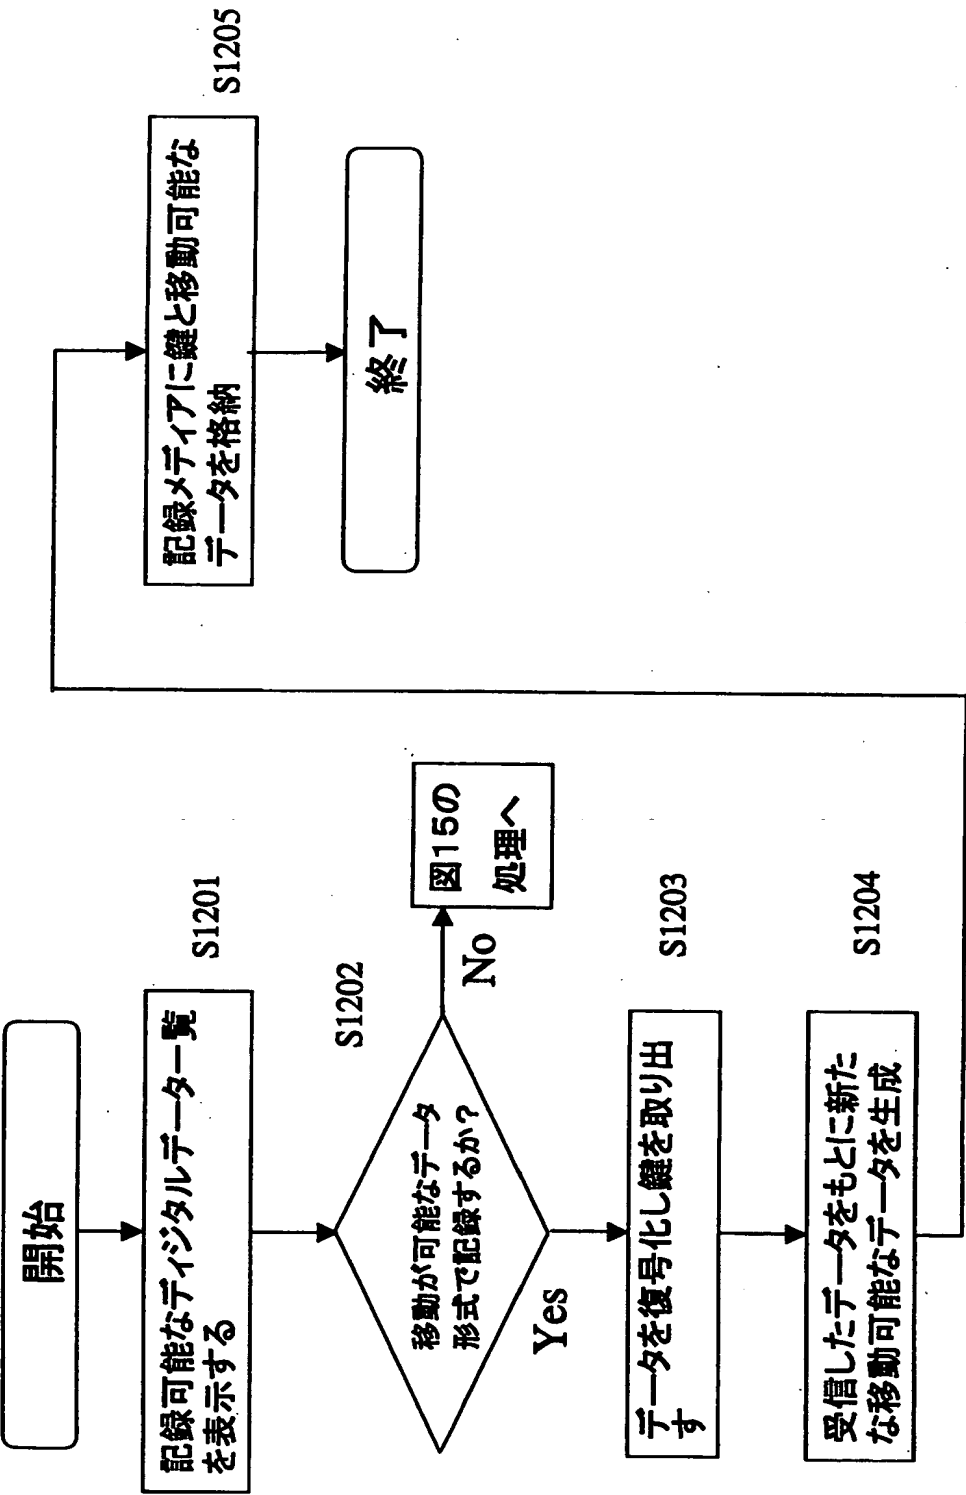 開始
記録可能なディジタルデータ一覧
を表示する
S1201
移動が可能なデータ
形式で記録するか？
S1202
No
図15の
処理へ
Yes
データを復号化し鍵を取り出
す
S1203
受信したデータをもとに新た
な移動可能なデータを生成
S1204
記録メディアに鍵と移動可能な
データを格納
S1205
終了